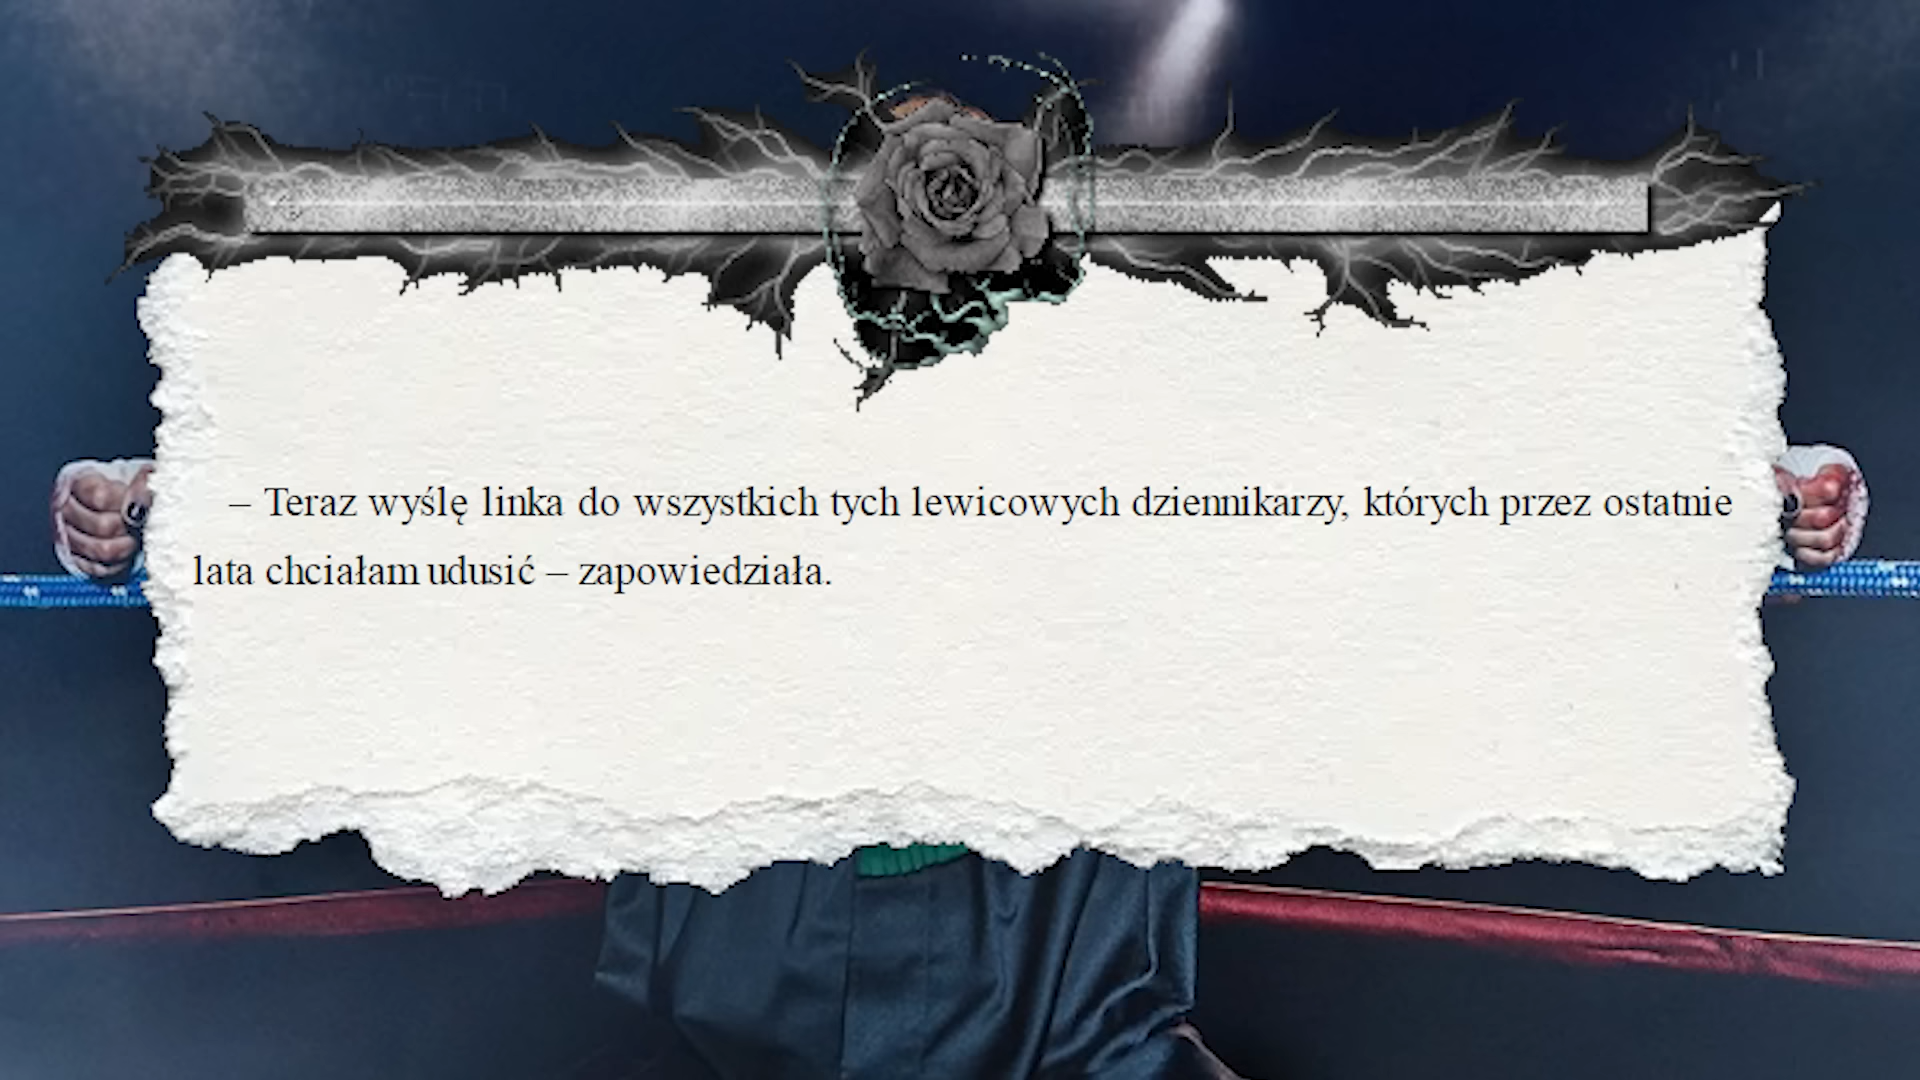 – Teraz wyślę linka do wszystkich tych lewicowych dziennikarzy, których przez ostatnie
lata chciałam udusić – zapowiedziała.